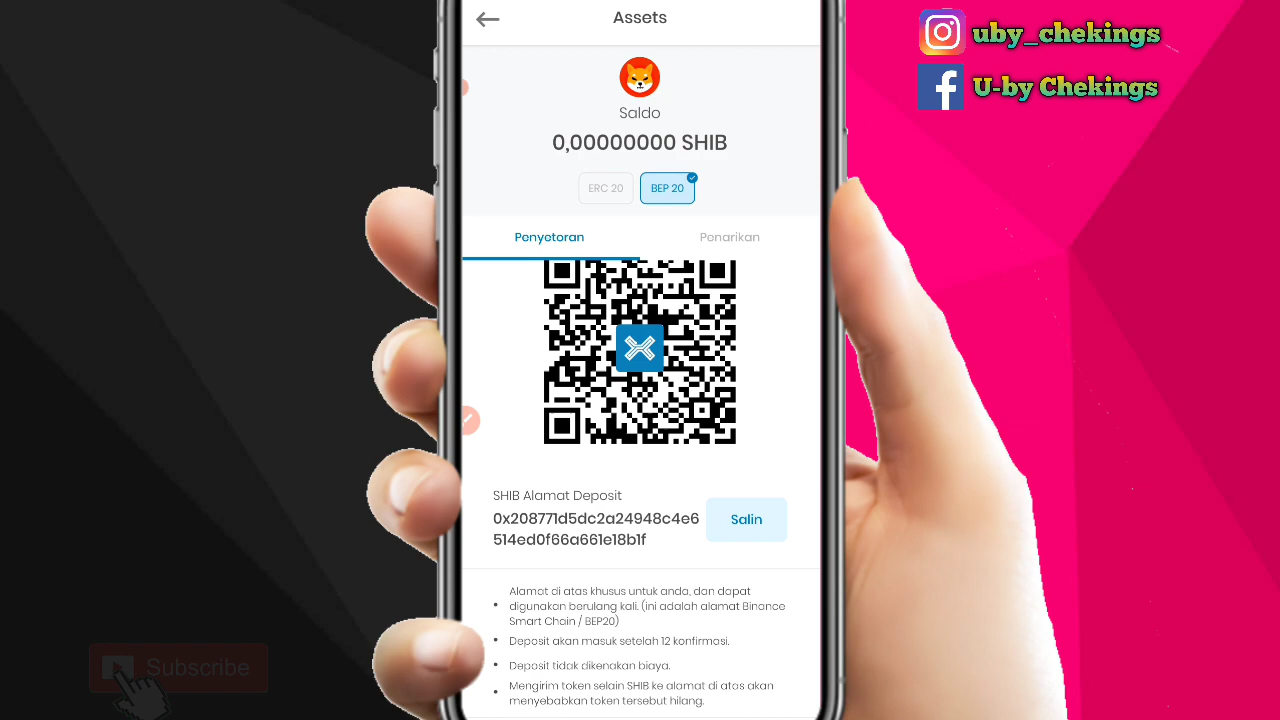 Assets
uby_chekings
U-by Chekings
Saldo
0,00000000 SHIB
ERC 20
BEP 20
Penyetoran
Penarikan
SHIB Alamat Deposit
0x208771d5dc2a24948c4e6
514ed0f66a661e18b1f
Salin
Alamat di atas khusus untuk anda, dan dapat
digunakan berulang kali. (ini adalah alamat Binance
Smart Chain / BEP20)
Deposit akan masuk setelah 12 konfirmasi.
Deposit tidak dikenakan biaya.
Mengirim token selain SHIB ke alamat di atas akan
menyebabkan token tersebut hilang.
Subscribe